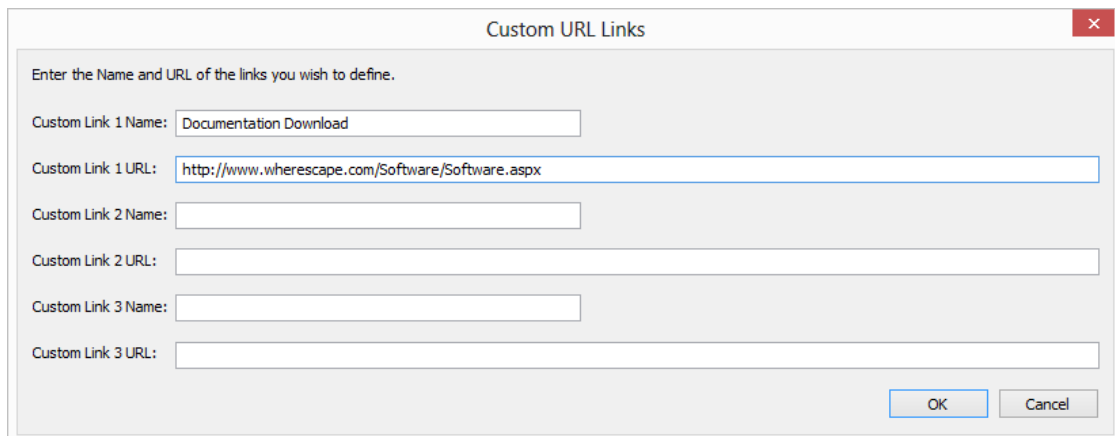 Custom URL Links
Enter the Name and URL of the links you wish to define.
Custom Link 1 Name: Documentation Download
Custom Link 1 URL: http://www.wherescape.com/Software/Software.aspx
Custom Link 2 Name:
Custom Link 2 URL:
Custom Link 3 Name:
Custom Link 3 URL:
OK Cancel